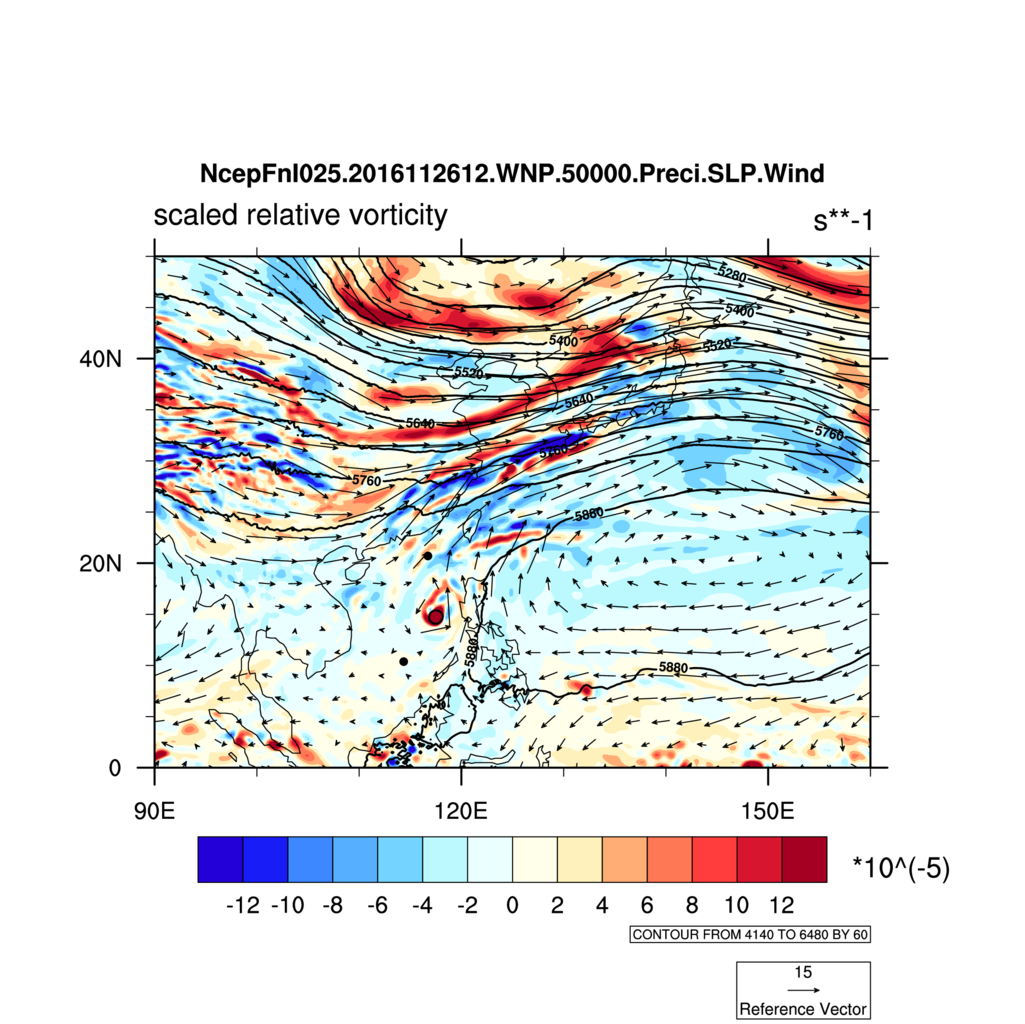 NcepFnl025.2016112612.WNP.50000.Preci.SLP.Wind
scaled relative vorticity
s**-1
5280
5400
5400
5520
5520
5640
5640
5760
5760
5760
5880
5880
5880
40N
20N
0
90E
120E
150E
*10^(-5)
-12 -10 -8 -6 -4 -2 0 2 4 6 8 10 12
CONTOUR FROM 4140 TO 6480 BY 60
15
Reference Vector